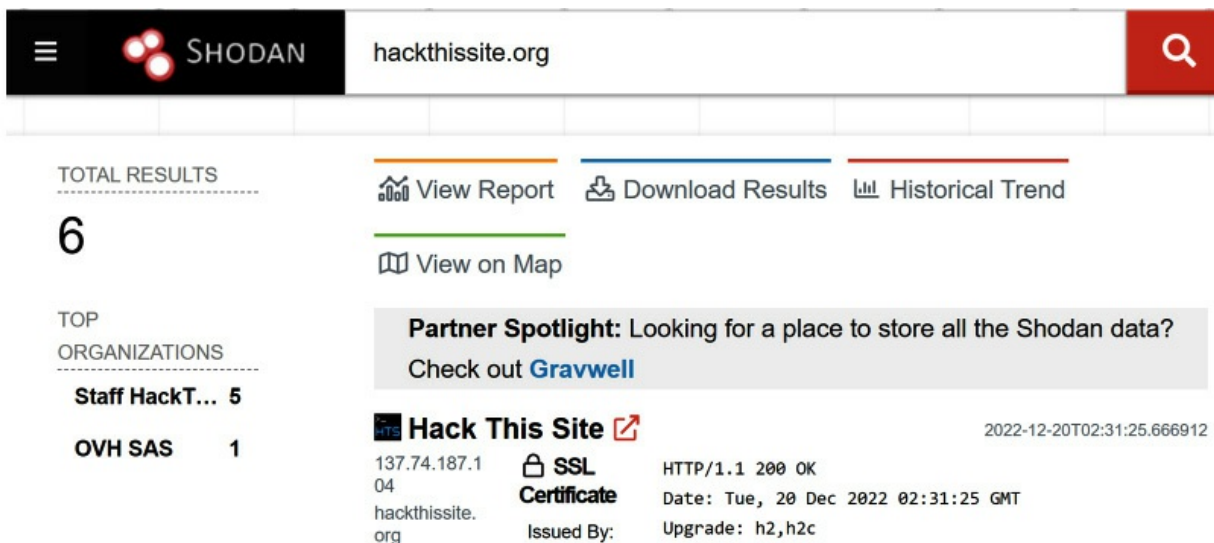 SHODAN
hackthissite.org
TOTAL RESULTS
6
TOP
ORGANIZATIONS
Staff HackT... 5
OVH SAS 1
View Report
Download Results
Historical Trend
View on Map
Partner Spotlight: Looking for a place to store all the Shodan data?
Check out Gravwell
HTS
Hack This Site
2022-12-20T02:31:25.666912
137.74.187.1
04
hackthissite.
org
SSL
Certificate
Issued By:
HTTP/1.1 200 OK
Date: Tue, 20 Dec 2022 02:31:25 GMT
Upgrade: h2,h2c